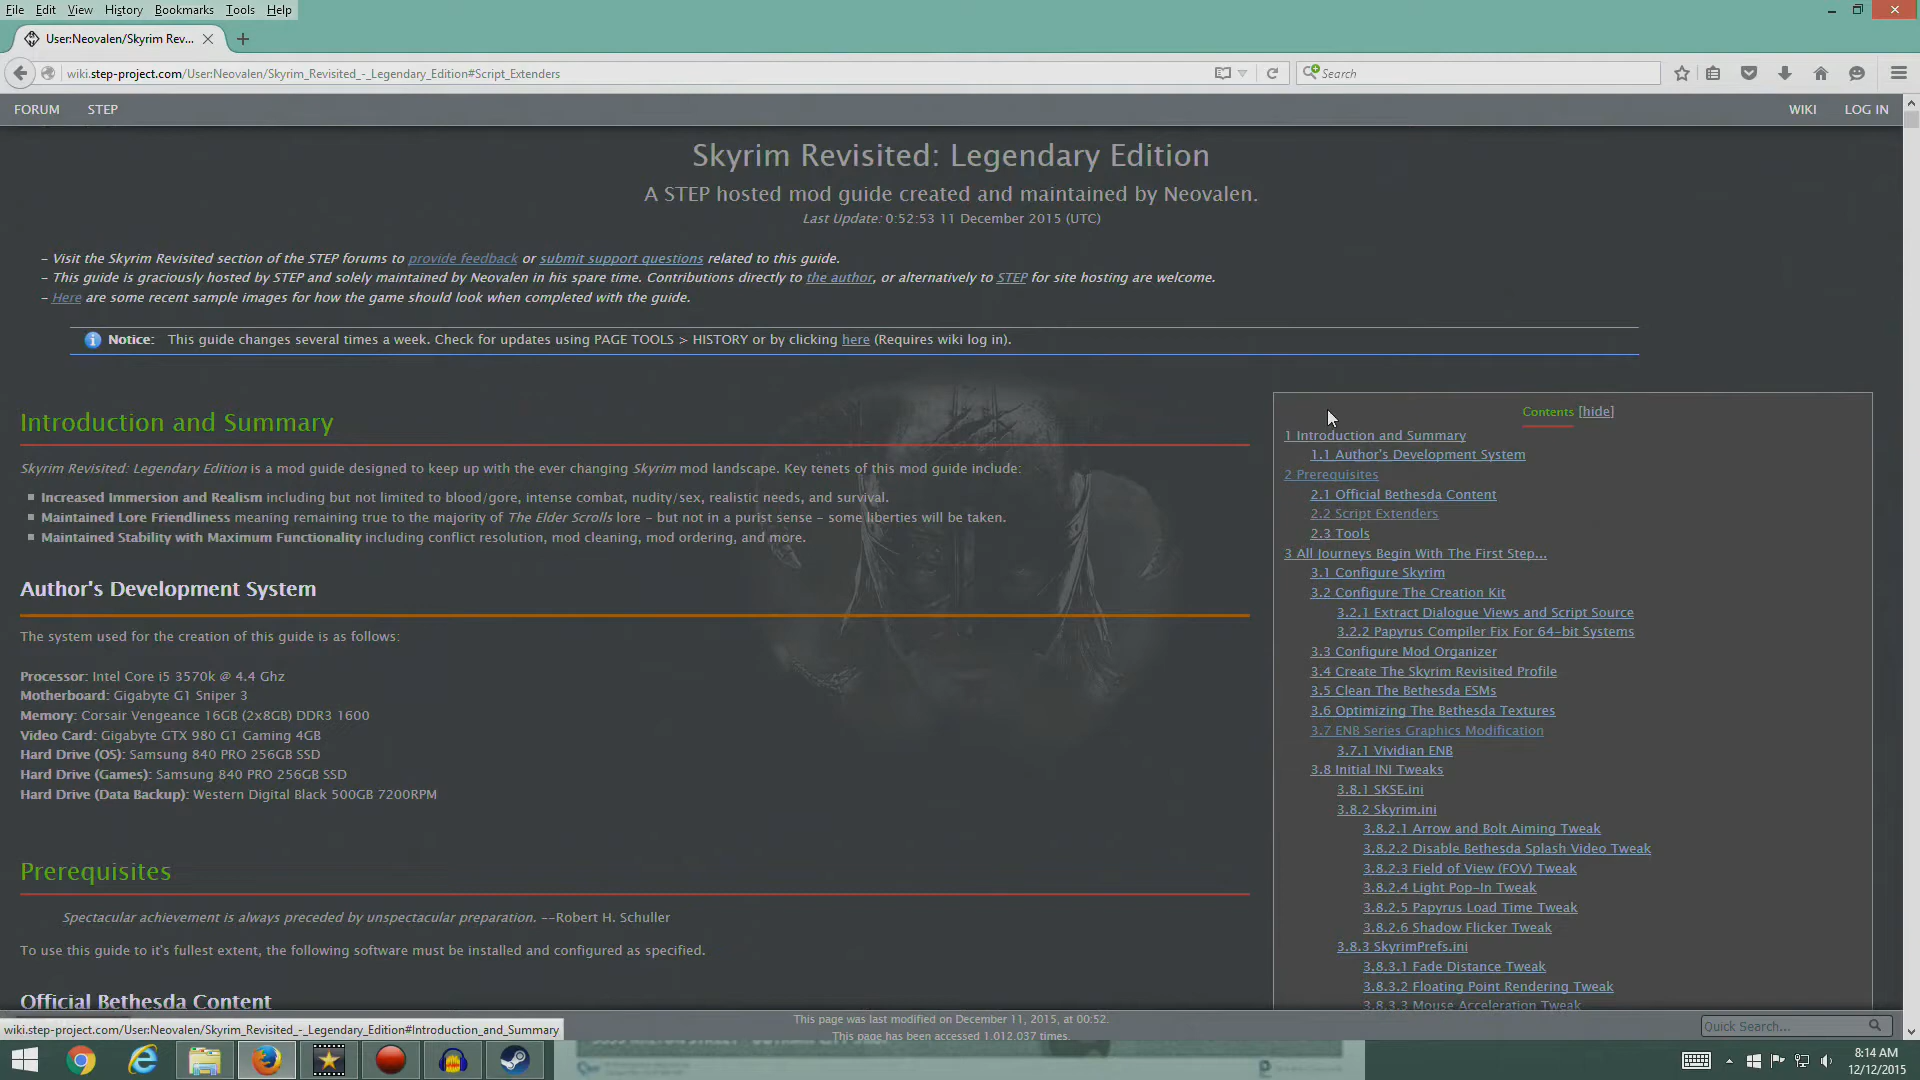 File Edit View History Bookmarks Tools Help
User:Neovalen/Skyrim Rev...
wiki.step-project.com/User:Neovalen/Skyrim_Revisited_-_Legendary_Edition#Script_Extenders
Search
FORUM STEP WIKI LOG IN
Skyrim Revisited: Legendary Edition
A STEP hosted mod guide created and maintained by Neovalen.
Last Update: 0:52:53 11 December 2015 (UTC)
– Visit the Skyrim Revisited section of the STEP forums to provide feedback or submit support questions related to this guide.
– This guide is graciously hosted by STEP and solely maintained by Neovalen in his spare time. Contributions directly to the author, or alternatively to STEP for site hosting are welcome.
– Here are some recent sample images for how the game should look when completed with the guide.
Notice: This guide changes several times a week. Check for updates using PAGE TOOLS > HISTORY or by clicking here (Requires wiki log in).
Introduction and Summary
Skyrim Revisited: Legendary Edition is a mod guide designed to keep up with the ever changing Skyrim mod landscape. Key tenets of this mod guide include:
Increased Immersion and Realism including but not limited to blood/gore, intense combat, nudity/sex, realistic needs, and survival.
Maintained Lore Friendliness meaning remaining true to the majority of The Elder Scrolls lore – but not in a purist sense – some liberties will be taken.
Maintained Stability with Maximum Functionality including conflict resolution, mod cleaning, mod ordering, and more.
Author's Development System
The system used for the creation of this guide is as follows:
Processor: Intel Core i5 3570k @ 4.4 Ghz
Motherboard: Gigabyte G1 Sniper 3
Memory: Corsair Vengeance 16GB (2x8GB) DDR3 1600
Video Card: Gigabyte GTX 980 G1 Gaming 4GB
Hard Drive (OS): Samsung 840 PRO 256GB SSD
Hard Drive (Games): Samsung 840 PRO 256GB SSD
Hard Drive (Data Backup): Western Digital Black 500GB 7200RPM
Prerequisites
Spectacular achievement is always preceded by unspectacular preparation. --Robert H. Schuller
To use this guide to it's fullest extent, the following software must be installed and configured as specified.
Official Bethesda Content
Contents [hide]
1 Introduction and Summary
1.1 Author's Development System
2 Prerequisites
2.1 Official Bethesda Content
2.2 Script Extenders
2.3 Tools
3 All Journeys Begin With The First Step...
3.1 Configure Skyrim
3.2 Configure The Creation Kit
3.2.1 Extract Dialogue Views and Script Source
3.2.2 Papyrus Compiler Fix For 64-bit Systems
3.3 Configure Mod Organizer
3.4 Create The Skyrim Revisited Profile
3.5 Clean The Bethesda ESMs
3.6 Optimizing The Bethesda Textures
3.7 ENB Series Graphics Modification
3.7.1 Vividian ENB
3.8 Initial INI Tweaks
3.8.1 SKSE.ini
3.8.2 Skyrim.ini
3.8.2.1 Arrow and Bolt Aiming Tweak
3.8.2.2 Disable Bethesda Splash Video Tweak
3.8.2.3 Field of View (FOV) Tweak
3.8.2.4 Light Pop-In Tweak
3.8.2.5 Papyrus Load Time Tweak
3.8.2.6 Shadow Flicker Tweak
3.8.3 SkyrimPrefs.ini
3.8.3.1 Fade Distance Tweak
3.8.3.2 Floating Point Rendering Tweak
3.8.3.3 Mouse Acceleration Tweak
wiki.step-project.com/User:Neovalen/Skyrim_Revisited_-_Legendary_Edition#Introduction_and_Summary
This page was last modified on December 11, 2015, at 00:52.
This page has been accessed 1,012,037 times.
Quick Search...
8:14 AM
12/12/2015